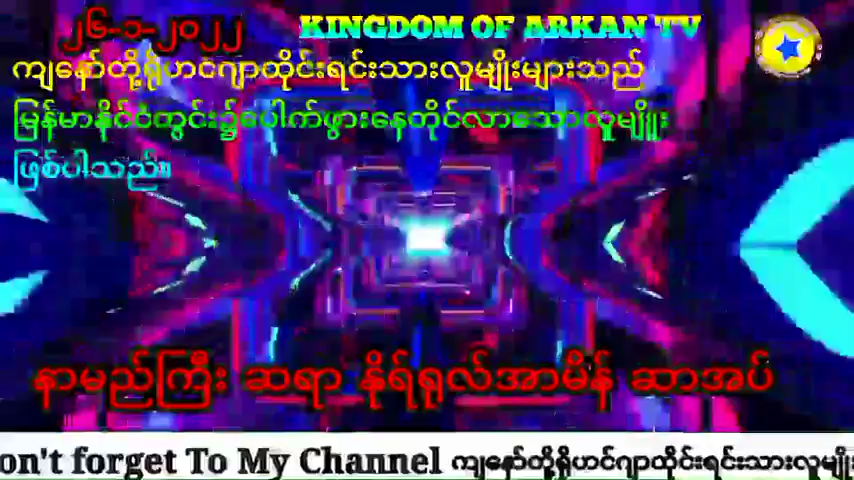 ၂၆-၁-၂၀၂၂
KINGDOM OF ARKAN TV
ကျနော်တို့ရိုဟင်ဂျာထိုင်းရင်းသားလူမျိုးများသည်
မြန်မာနိုင်ငံတွင်း၌ပေါက်ဖွားနေထိုင်လာသောလူမျိုး
ဖြစ်ပါသည်။
နာမည်ကြီး ဆရာ နိုရ်ရုလ်အာမိန် ဆာအပ်
on't forget To My Channel ကျနော်တို့ရိုဟင်ဂျာထိုင်းရင်းသားလူမျိုး